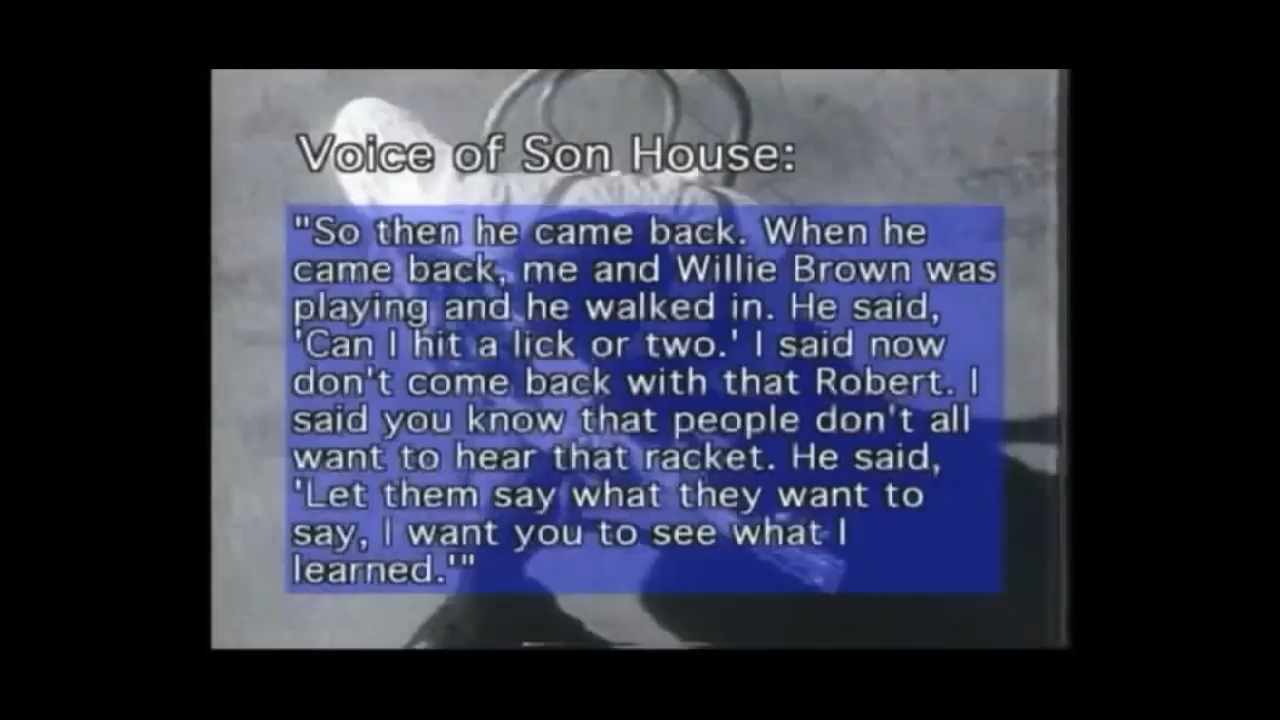 Voice of Son House:
"So then he came back. When he
came back, me and Willie Brown was
playing and he walked in. He said,
'Can I hit a lick or two.' I said now
don't come back with that Robert. I
said you know that people don't all
want to hear that racket. He said,
'Let them say what they want to
say, I want you to see what I
learned.'"